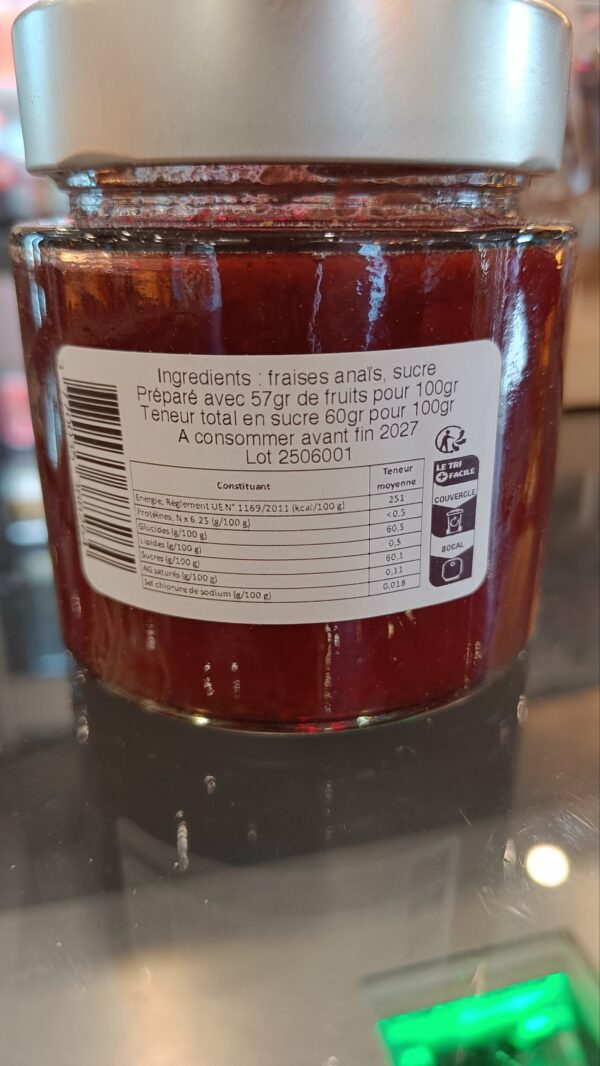 Ingredients : fraises anaïs, sucre
Préparé avec 57gr de fruits pour 100gr
Teneur total en sucre 60gr pour 100gr
A consommer avant fin 2027
Lot 2506001
Constituant Teneur moyenne
Energie, Règlement UE N° 1169/2011 (kcal/100 g) 251
Protéines, N x 6.25 (g/100 g) <0,5
Glucides (g/100 g) 60,5
Lipides (g/100 g) 0,5
Sucres (g/100 g) 60,1
AG saturés (g/100 g) 0,11
Sel chlorure de sodium (g/100 g) 0,018
LE TRI
+ FACILE
COUVERCLE
BOCAL